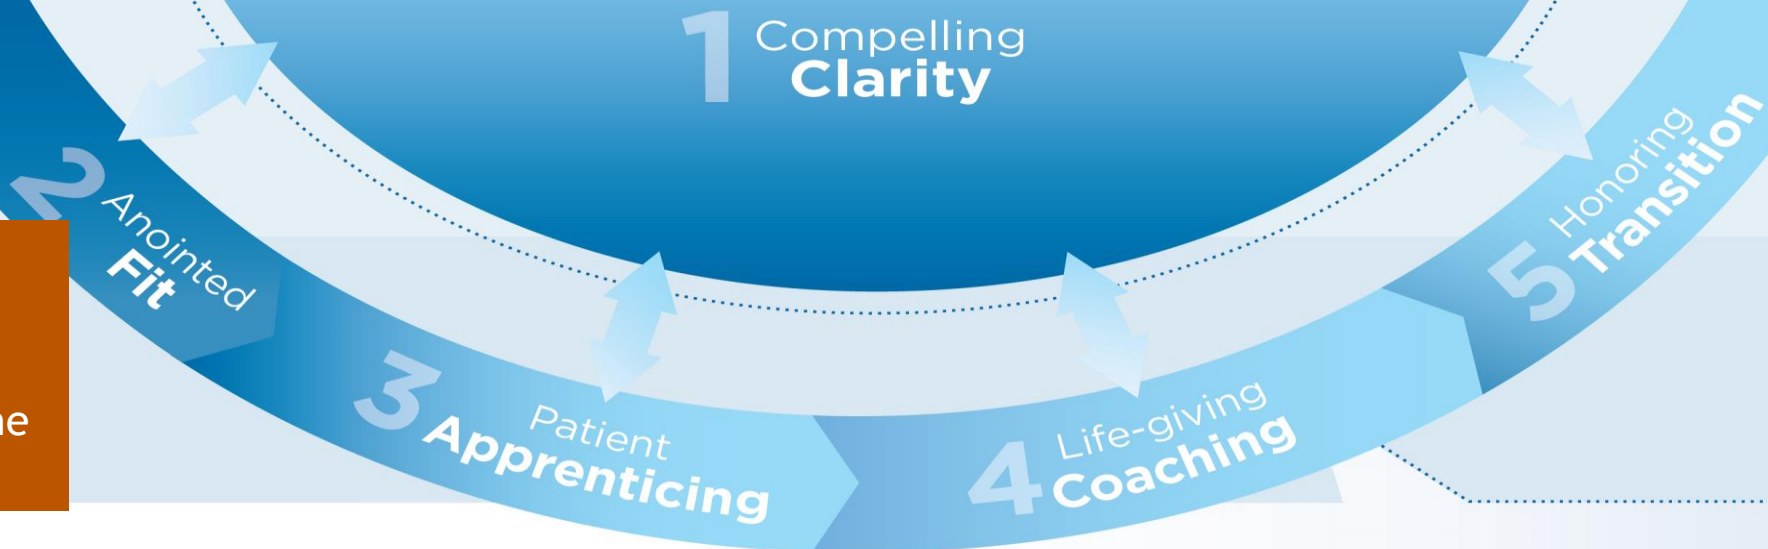 1 Compelling
Clarity
2 Anointed
Fit
3 Patient
Apprenticing
4 Life-giving
Coaching
5 Honoring
Transition